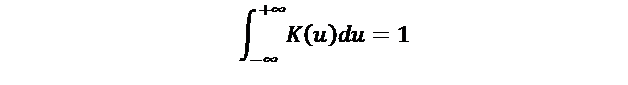 ∫_{−∞}^{+∞} K(u)du = 1